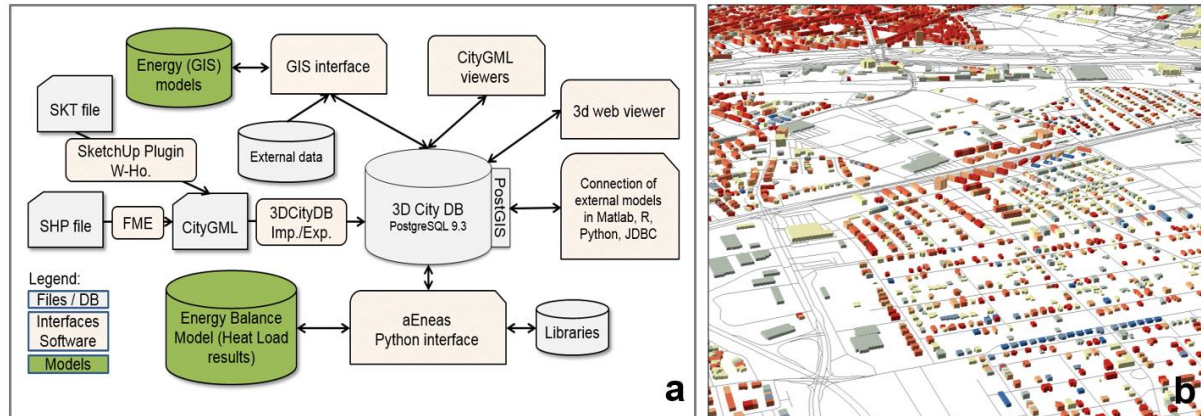 Energy (GIS)
models
GIS interface
CityGML
viewers
3d web viewer
SKT file
SketchUp Plugin
W-Ho.
External data
SHP file
FME
CityGML
3DCityDB
Imp./Exp.
3D City DB
PostgreSQL 9.3
PostGIS
Connection of
external models
in Matlab, R,
Python, JDBC
Legend:
Files / DB
Interfaces
Software
Models
Energy Balance
Model (Heat Load
results)
aEneas
Python interface
Libraries
a
b